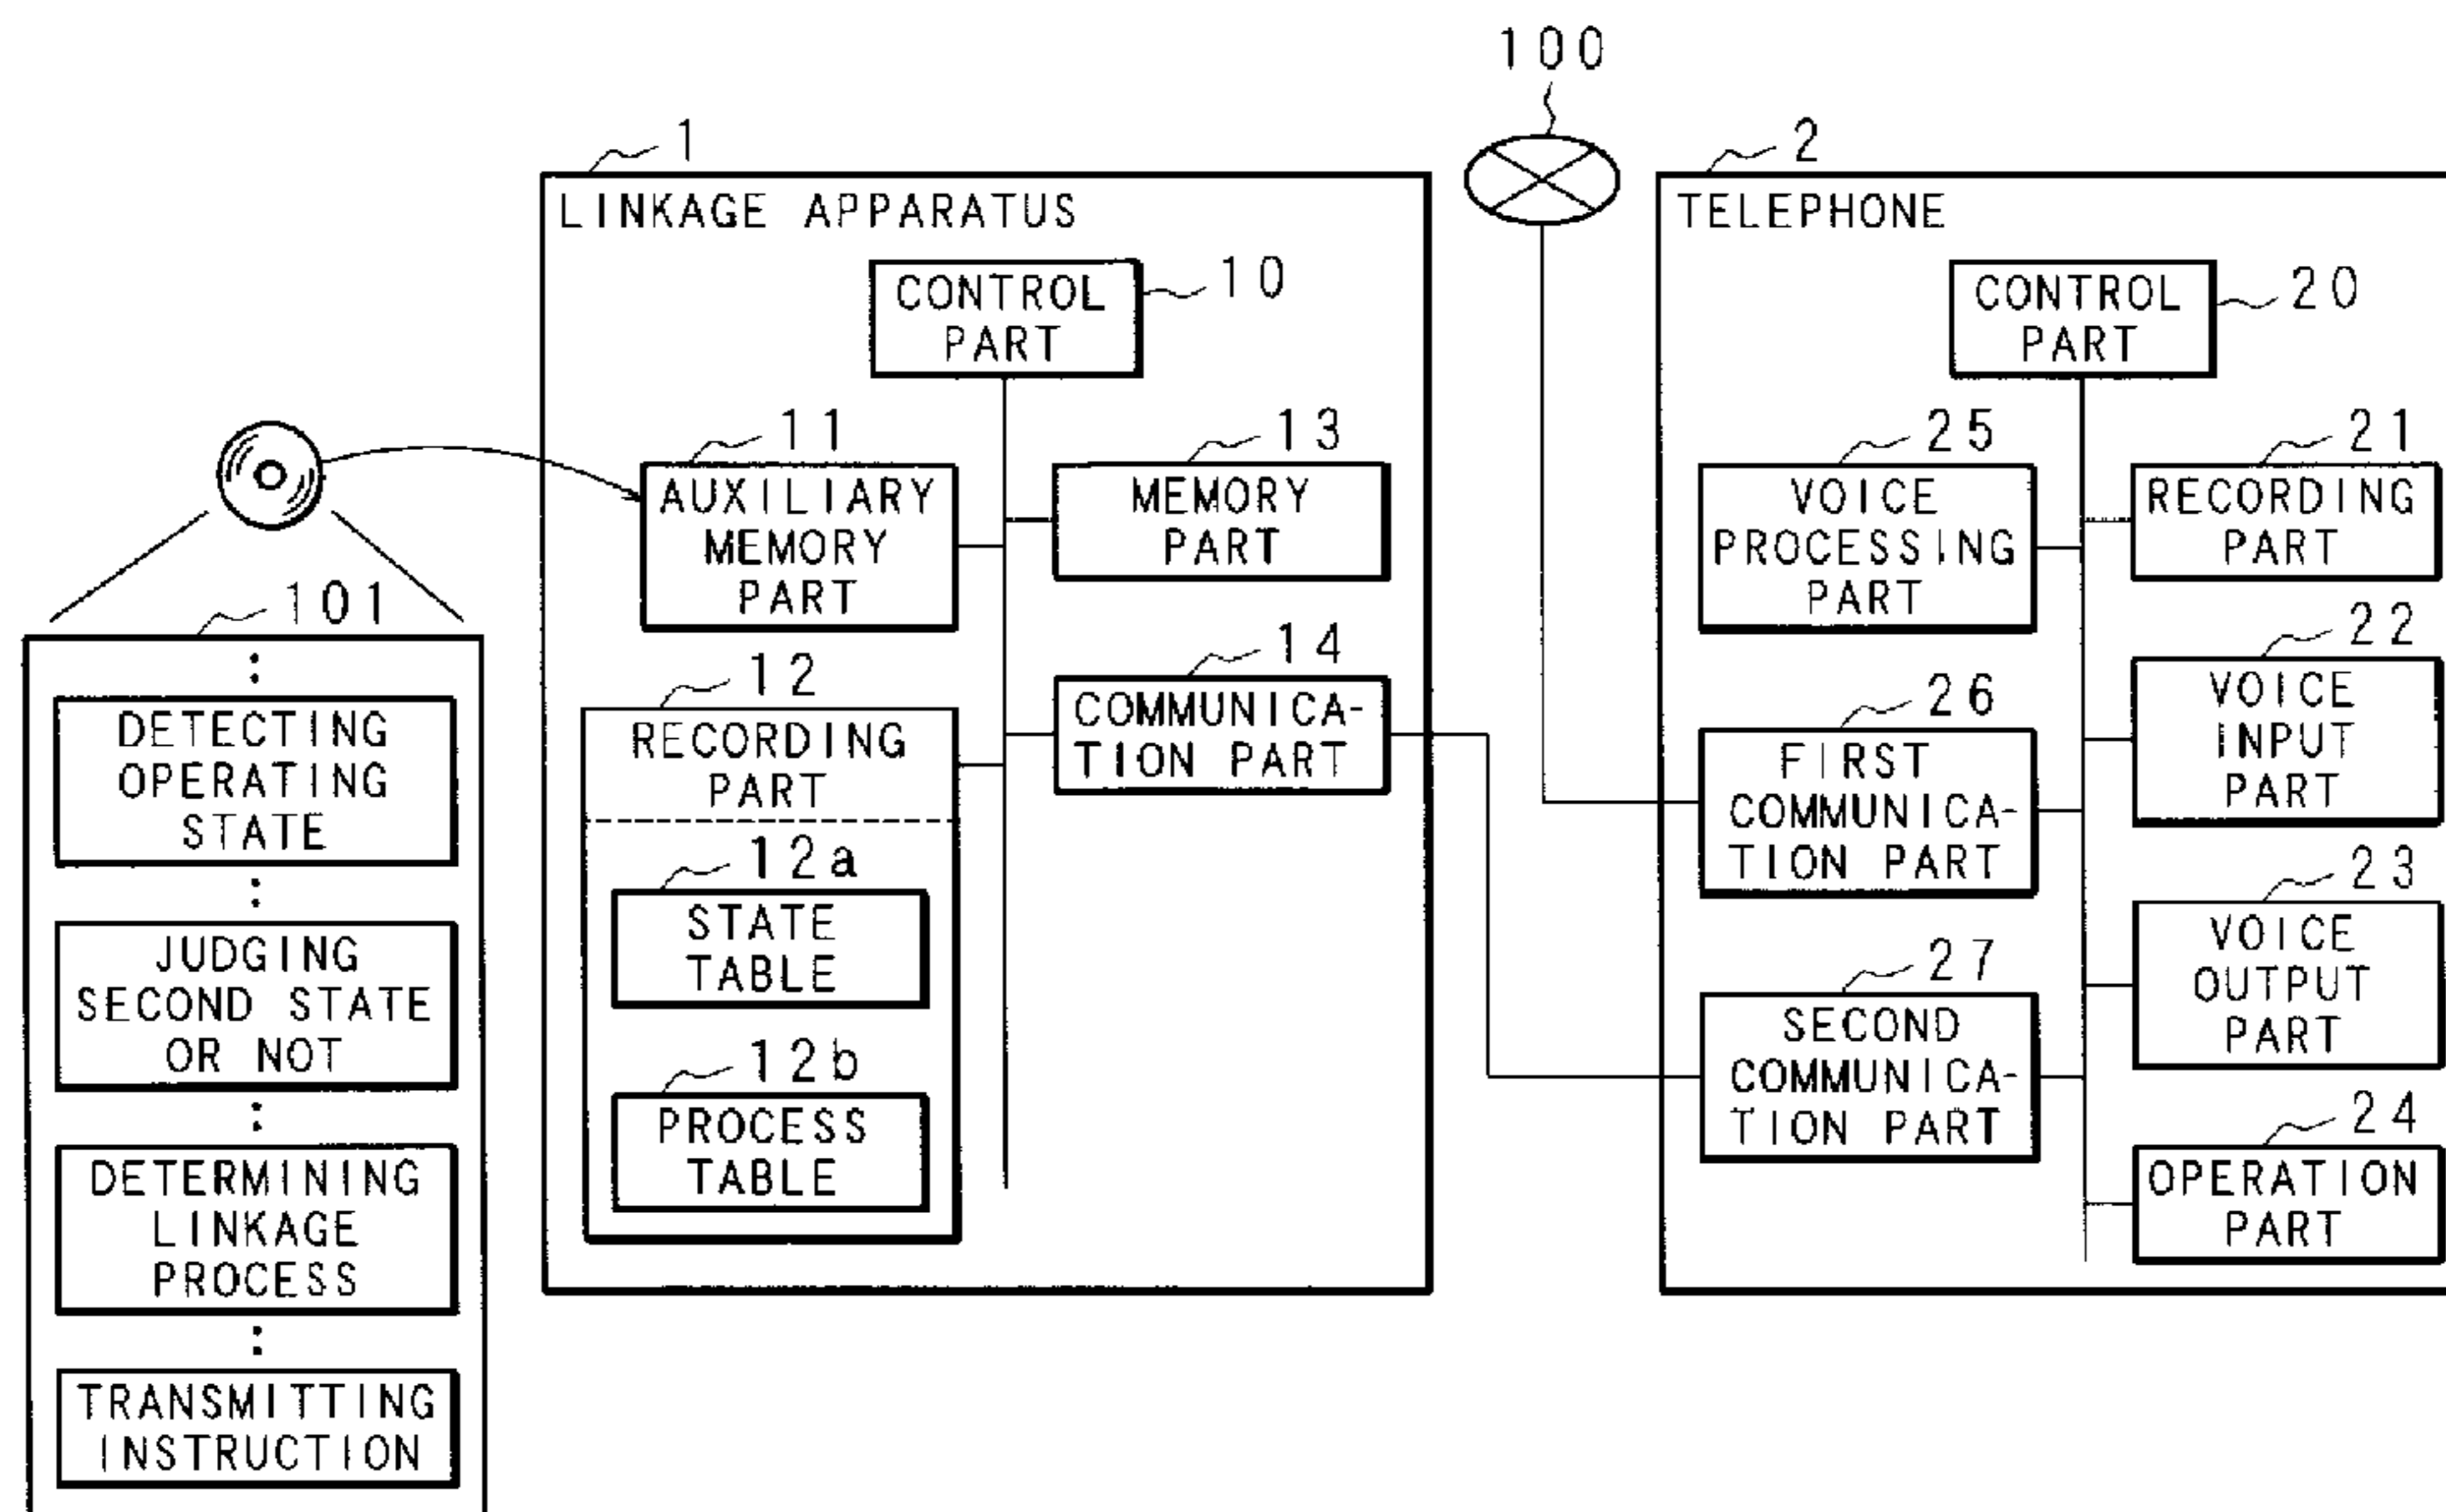 100
1
2
LINKAGE APPARATUS
TELEPHONE
CONTROL
PART
10
CONTROL
PART
20
11
13
25
21
AUXILIARY
MEMORY
PART
MEMORY
PART
VOICE
PROCESSING
PART
RECORDING
PART
101
12
14
26
22
DETECTING
OPERATING
STATE
RECORDING
PART
COMMUNICA-
TION PART
FIRST
COMMUNICA-
TION PART
VOICE
INPUT
PART
12a
23
STATE
TABLE
JUDGING
SECOND STATE
OR NOT
27
VOICE
OUTPUT
PART
12b
SECOND
COMMUNICA-
TION PART
24
PROCESS
TABLE
DETERMINING
LINKAGE
PROCESS
OPERATION
PART
TRANSMITTING
INSTRUCTION